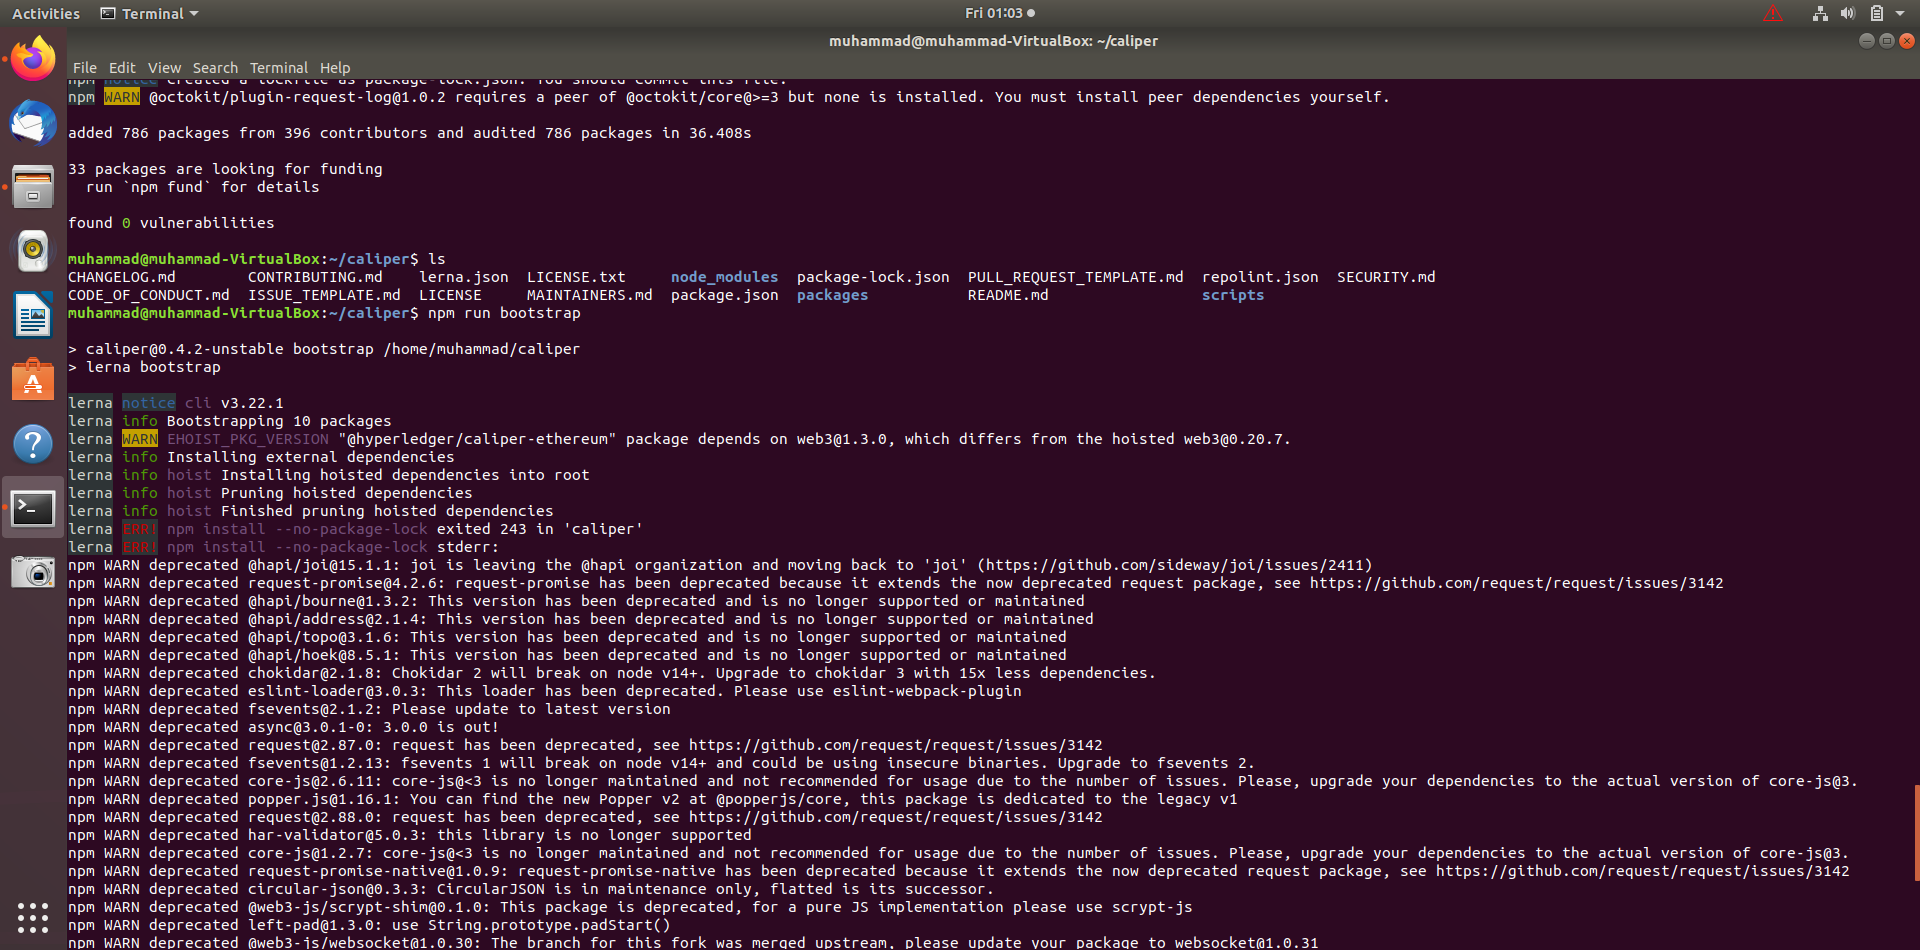 Activities
Terminal
Fri 01:03
muhammad@muhammad-VirtualBox: ~/caliper
File Edit View Search Terminal Help
npm notice created a lockfile as package-lock.json. You should commit this file.
npm WARN @octokit/plugin-request-log@1.0.2 requires a peer of @octokit/core@>=3 but none is installed. You must install peer dependencies yourself.
added 786 packages from 396 contributors and audited 786 packages in 36.408s
33 packages are looking for funding
run `npm fund` for details
found 0 vulnerabilities
muhammad@muhammad-VirtualBox:~/caliper$ ls
CHANGELOG.md CONTRIBUTING.md lerna.json LICENSE.txt node_modules package-lock.json PULL_REQUEST_TEMPLATE.md repolint.json SECURITY.md
CODE_OF_CONDUCT.md ISSUE_TEMPLATE.md LICENSE MAINTAINERS.md package.json packages README.md scripts
muhammad@muhammad-VirtualBox:~/caliper$ npm run bootstrap
> caliper@0.4.2-unstable bootstrap /home/muhammad/caliper
> lerna bootstrap
lerna notice cli v3.22.1
lerna info Bootstrapping 10 packages
lerna WARN EHOIST_PKG_VERSION "@hyperledger/caliper-ethereum" package depends on web3@1.3.0, which differs from the hoisted web3@0.20.7.
lerna info Installing external dependencies
lerna info hoist Installing hoisted dependencies into root
lerna info hoist Pruning hoisted dependencies
lerna info hoist Finished pruning hoisted dependencies
lerna ERR! npm install --no-package-lock exited 243 in 'caliper'
lerna ERR! npm install --no-package-lock stderr:
npm WARN deprecated @hapi/joi@15.1.1: joi is leaving the @hapi organization and moving back to 'joi' (https://github.com/sideway/joi/issues/2411)
npm WARN deprecated request-promise@4.2.6: request-promise has been deprecated because it extends the now deprecated request package, see https://github.com/request/request/issues/3142
npm WARN deprecated @hapi/bourne@1.3.2: This version has been deprecated and is no longer supported or maintained
npm WARN deprecated @hapi/address@2.1.4: This version has been deprecated and is no longer supported or maintained
npm WARN deprecated @hapi/topo@3.1.6: This version has been deprecated and is no longer supported or maintained
npm WARN deprecated @hapi/hoek@8.5.1: This version has been deprecated and is no longer supported or maintained
npm WARN deprecated chokidar@2.1.8: Chokidar 2 will break on node v14+. Upgrade to chokidar 3 with 15x less dependencies.
npm WARN deprecated eslint-loader@3.0.3: This loader has been deprecated. Please use eslint-webpack-plugin
npm WARN deprecated fsevents@2.1.2: Please update to latest version
npm WARN deprecated async@3.0.1-0: 3.0.0 is out!
npm WARN deprecated request@2.87.0: request has been deprecated, see https://github.com/request/request/issues/3142
npm WARN deprecated fsevents@1.2.13: fsevents 1 will break on node v14+ and could be using insecure binaries. Upgrade to fsevents 2.
npm WARN deprecated core-js@2.6.11: core-js@<3 is no longer maintained and not recommended for usage due to the number of issues. Please, upgrade your dependencies to the actual version of core-js@3.
npm WARN deprecated popper.js@1.16.1: You can find the new Popper v2 at @popperjs/core, this package is dedicated to the legacy v1
npm WARN deprecated request@2.88.0: request has been deprecated, see https://github.com/request/request/issues/3142
npm WARN deprecated har-validator@5.0.3: this library is no longer supported
npm WARN deprecated core-js@1.2.7: core-js@<3 is no longer maintained and not recommended for usage due to the number of issues. Please, upgrade your dependencies to the actual version of core-js@3.
npm WARN deprecated request-promise-native@1.0.9: request-promise-native has been deprecated because it extends the now deprecated request package, see https://github.com/request/request/issues/3142
npm WARN deprecated circular-json@0.3.3: CircularJSON is in maintenance only, flatted is its successor.
npm WARN deprecated @web3-js/scrypt-shim@0.1.0: This package is deprecated, for a pure JS implementation please use scrypt-js
npm WARN deprecated left-pad@1.3.0: use String.prototype.padStart()
npm WARN deprecated @web3-js/websocket@1.0.30: The branch for this fork was merged upstream, please update your package to websocket@1.0.31